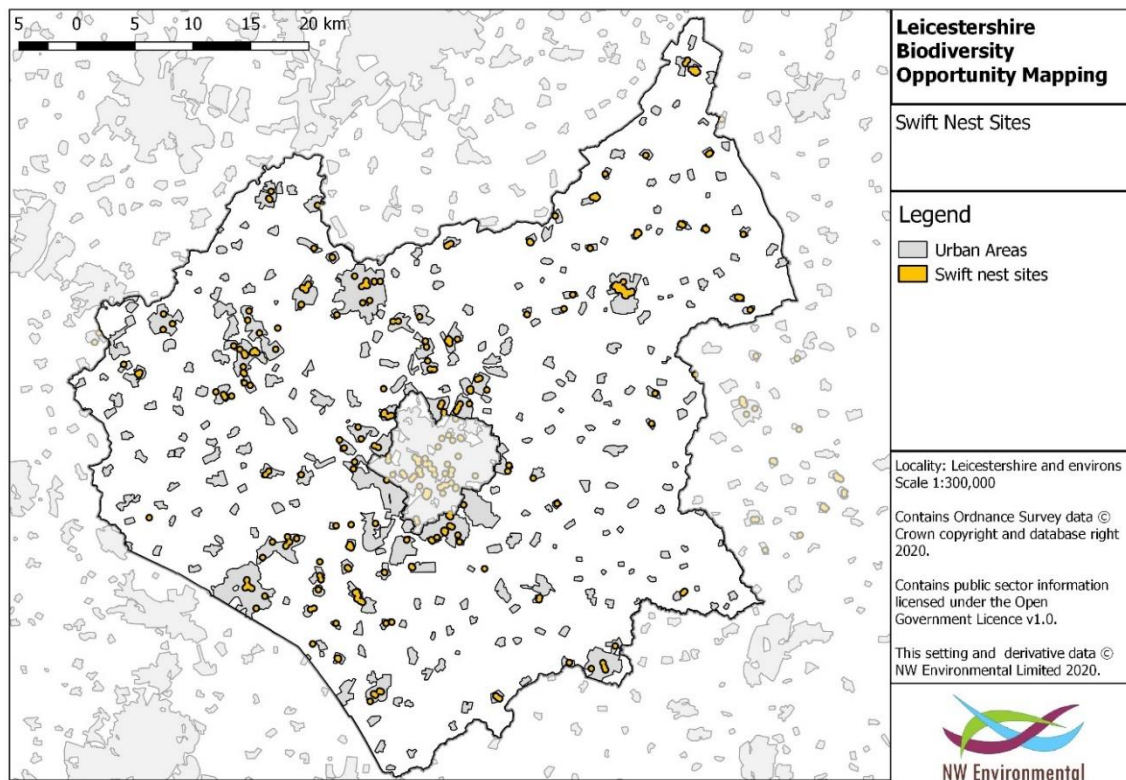 5 0 5 10 15 20 km
Leicestershire
Biodiversity
Opportunity Mapping
Swift Nest Sites
Legend
Urban Areas
Swift nest sites
Locality: Leicestershire and environs
Scale 1:300,000
Contains Ordnance Survey data ©
Crown copyright and database right
2020.
Contains public sector information
licensed under the Open
Government Licence v1.0.
This setting and derivative data ©
NW Environmental Limited 2020.
NW Environmental